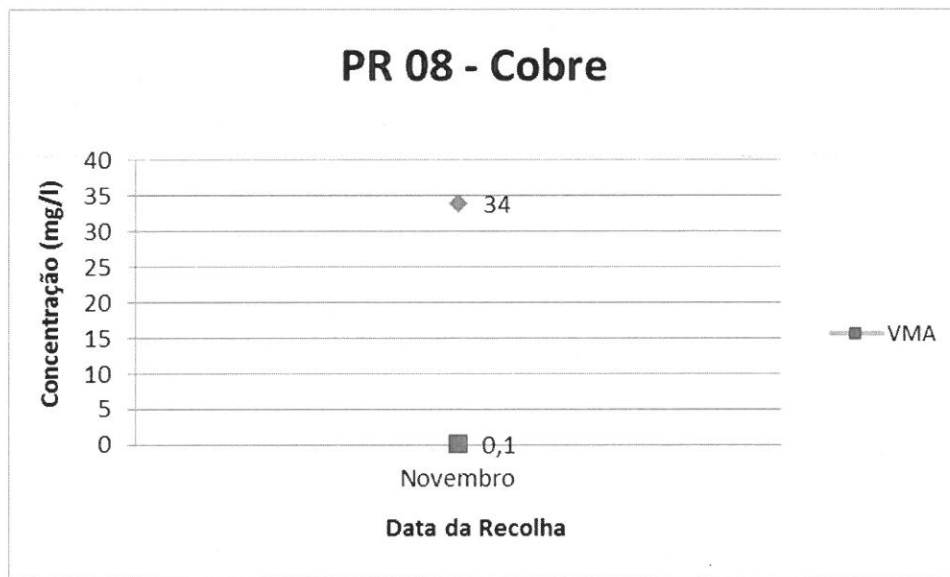 PR 08 - Cobre
Concentração (mg/l)
40
35
34
30
25
20
15
VMA
10
5
0
0,1
Novembro
Data da Recolha